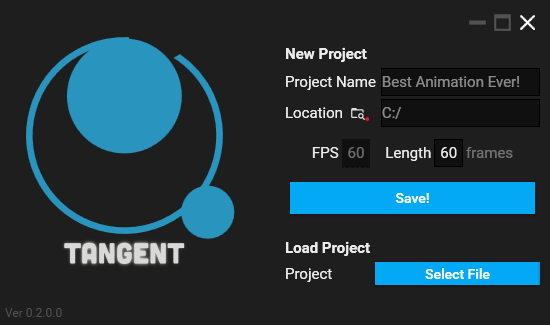 New Project
Project Name Best Animation Ever!
Location C:/
FPS 60 Length 60 frames
Save!
TANGENT
Load Project
Project Select File
Ver 0.2.0.0